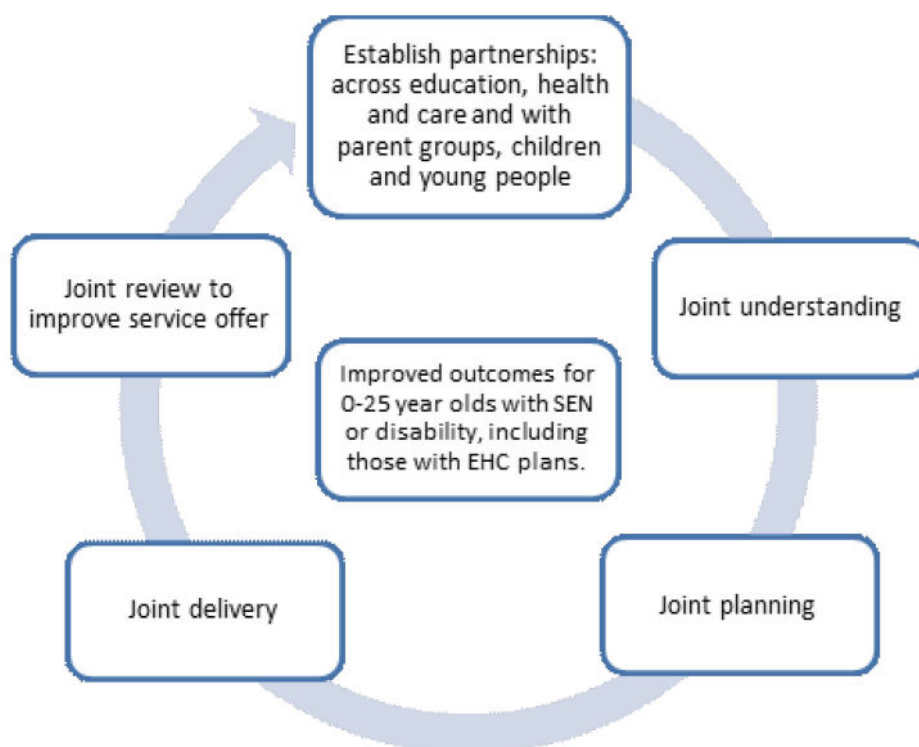 Establish partnerships:
across education, health
and care and with
parent groups, children
and young people
Joint understanding
Joint planning
Joint delivery
Joint review to
improve service offer
Improved outcomes for
0-25 year olds with SEN
or disability, including
those with EHC plans.